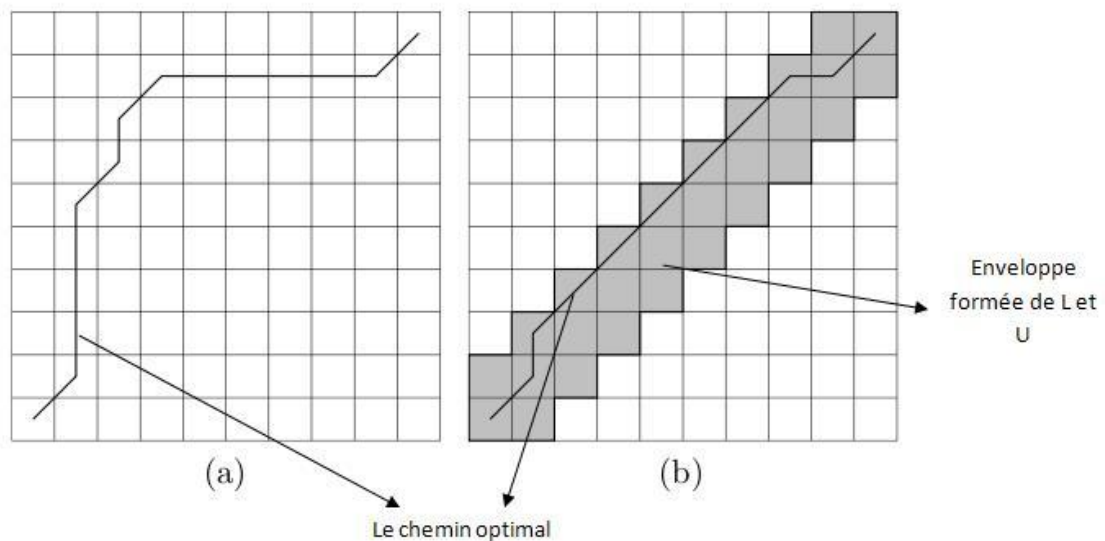 Enveloppe
formée de L et
U
(a)
(b)
Le chemin optimal